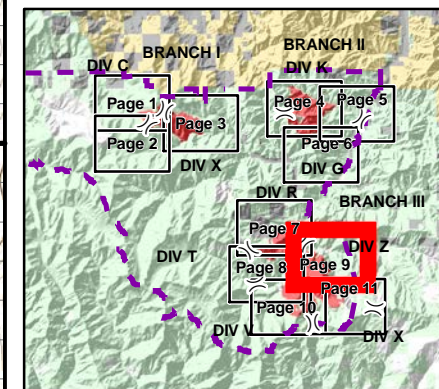 BRANCH I
BRANCH II
DIV C
DIV K
Page 1
Page 3
Page 4
Page 5
Page 2
Page 6
DIV X
DIV G
DIV R
BRANCH III
Page 7
DIV Z
DIV T
Page 8
Page 9
Page 11
Page 10
DIV V
DIV X